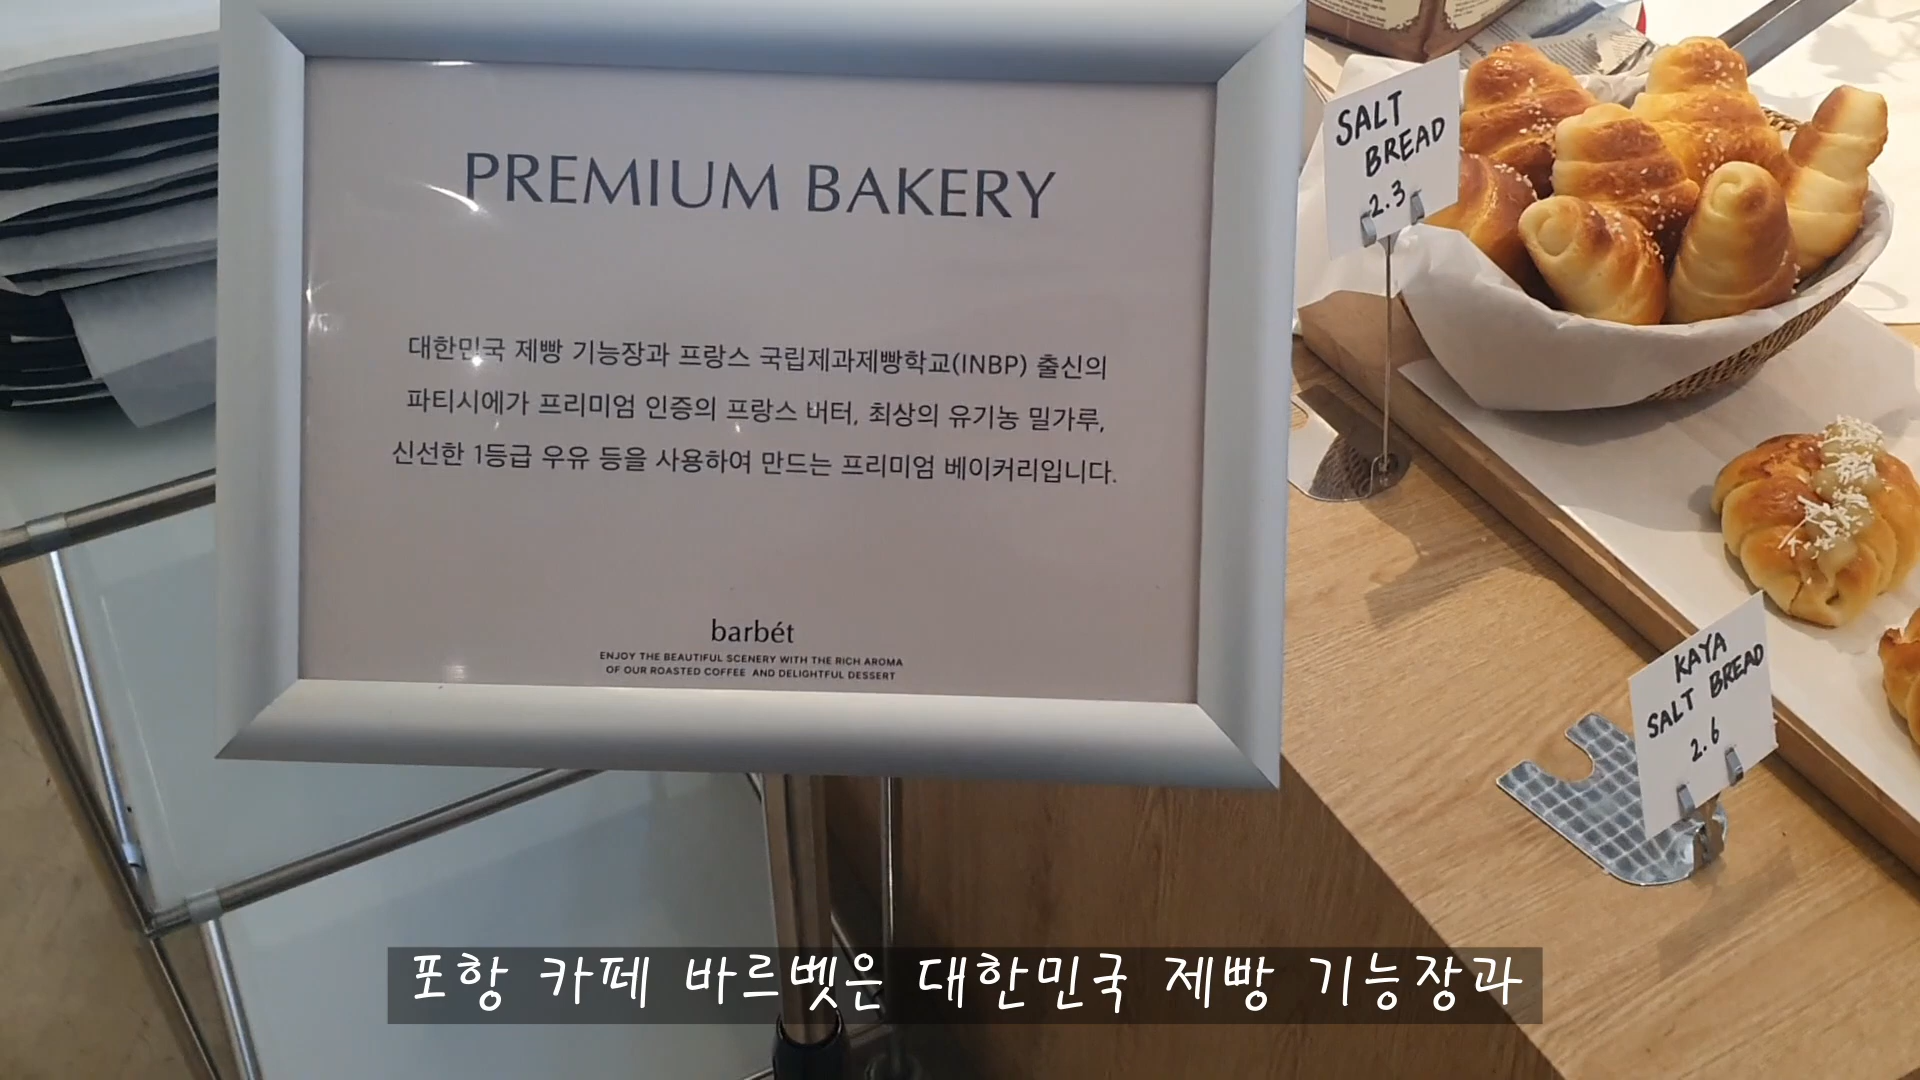 PREMIUM BAKERY
대한민국 제빵 기능장과 프랑스 국립제과제빵학교(INBP) 출신의
파티시에가 프리미엄 인증의 프랑스 버터, 최상의 유기농 밀가루,
신선한 1등급 우유 등을 사용하여 만드는 프리미엄 베이커리입니다.
barbét
ENJOY THE BEAUTIFUL SCENERY WITH THE RICH AROMA
OF OUR ROASTED COFFEE AND DELIGHTFUL DESSERT
SALT
BREAD
2.3
KAYA
SALT BREAD
2.6
포항 카페 바르벳은 대한민국 제빵 기능장과